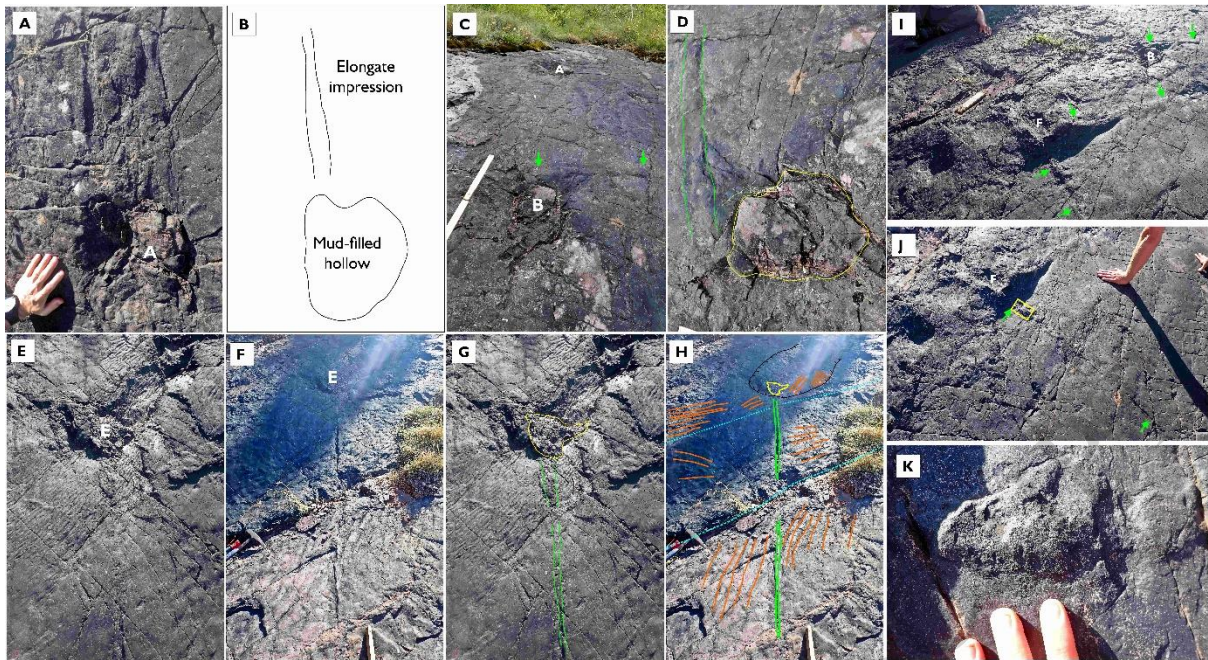 A
A
B
Elongate
impression
Mud-filled
hollow
C
A
B
D
I
B
F
J
F
E
E
F
E
G
H
K